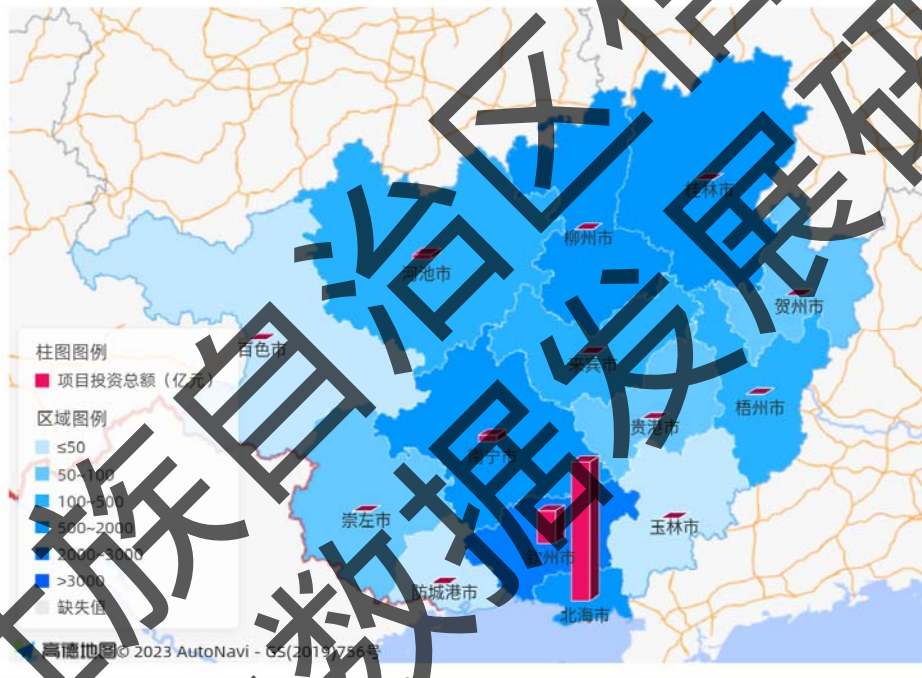 桂林市
柳州市
河池市
贺州市
百色市
来宾市
梧州市
贵港市
南宁市
崇左市
玉林市
钦州市
防城港市
北海市
柱图图例
项目投资总额（亿元）
区域图例
≤50
50~100
100~500
500~2000
2000~3000
>3000
缺失值
高德地图© 2023 AutoNavi - GS(2019)756号
族自治区信
数据发展研